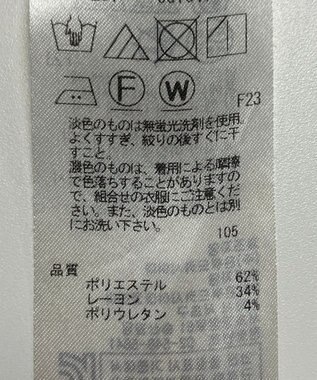 F
W
F23
淡色のものは無蛍光洗剤を使用。
よくすすぎ、絞りの後すぐに干
すこと。
濃色のものは、着用による摩擦
で色落ちすることがありますの
で、組合せの衣服にご注意くださ
い。また、淡色のものとは別
にお洗い下さい。
105
品質
ポリエステル 62%
レーヨン 34%
ポリウレタン 4%